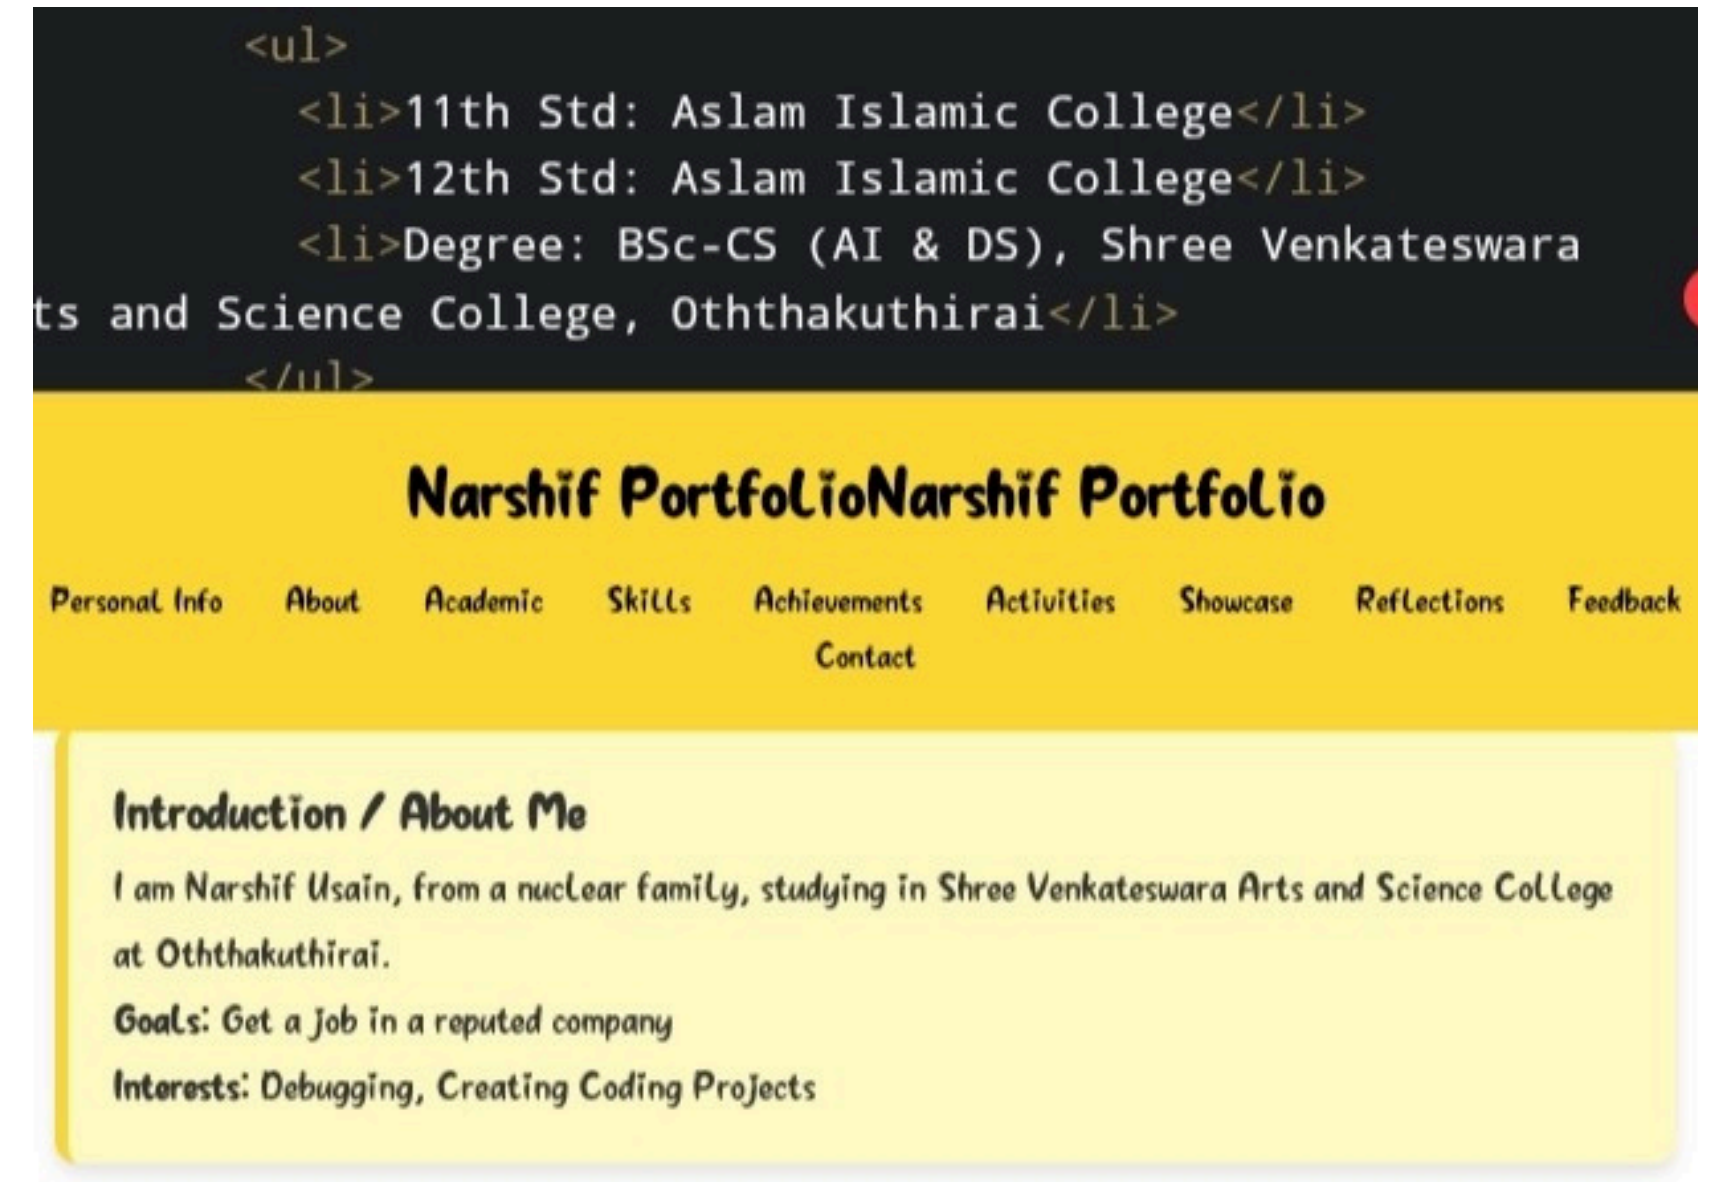 <ul>
<li>11th Std: Aslam Islamic College</li>
<li>12th Std: Aslam Islamic College</li>
<li>Degree: BSc-CS (AI & DS), Shree Venkateswara
ts and Science College, Oththakuthirai</li>
</ul>
Narshif PortfolioNarshif Portfolio
Personal Info About Academic Skills Achievements Activities Showcase Reflections Feedback
Contact
Introduction / About Me
I am Narshif Usain, from a nuclear family, studying in Shree Venkateswara Arts and Science College
at Oththakuthirai.
Goals: Get a job in a reputed company
Interests: Debugging, Creating Coding Projects